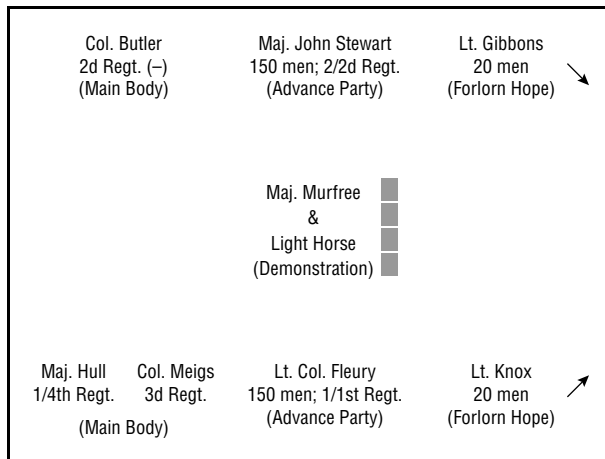 Col. Butler
2d Regt. (–)
(Main Body)
Maj. John Stewart
150 men; 2/2d Regt.
(Advance Party)
Lt. Gibbons
20 men
(Forlorn Hope)
Maj. Murfree
&
Light Horse
(Demonstration)
Maj. Hull
1/4th Regt.
Col. Meigs
3d Regt.
(Main Body)
Lt. Col. Fleury
150 men; 1/1st Regt.
(Advance Party)
Lt. Knox
20 men
(Forlorn Hope)